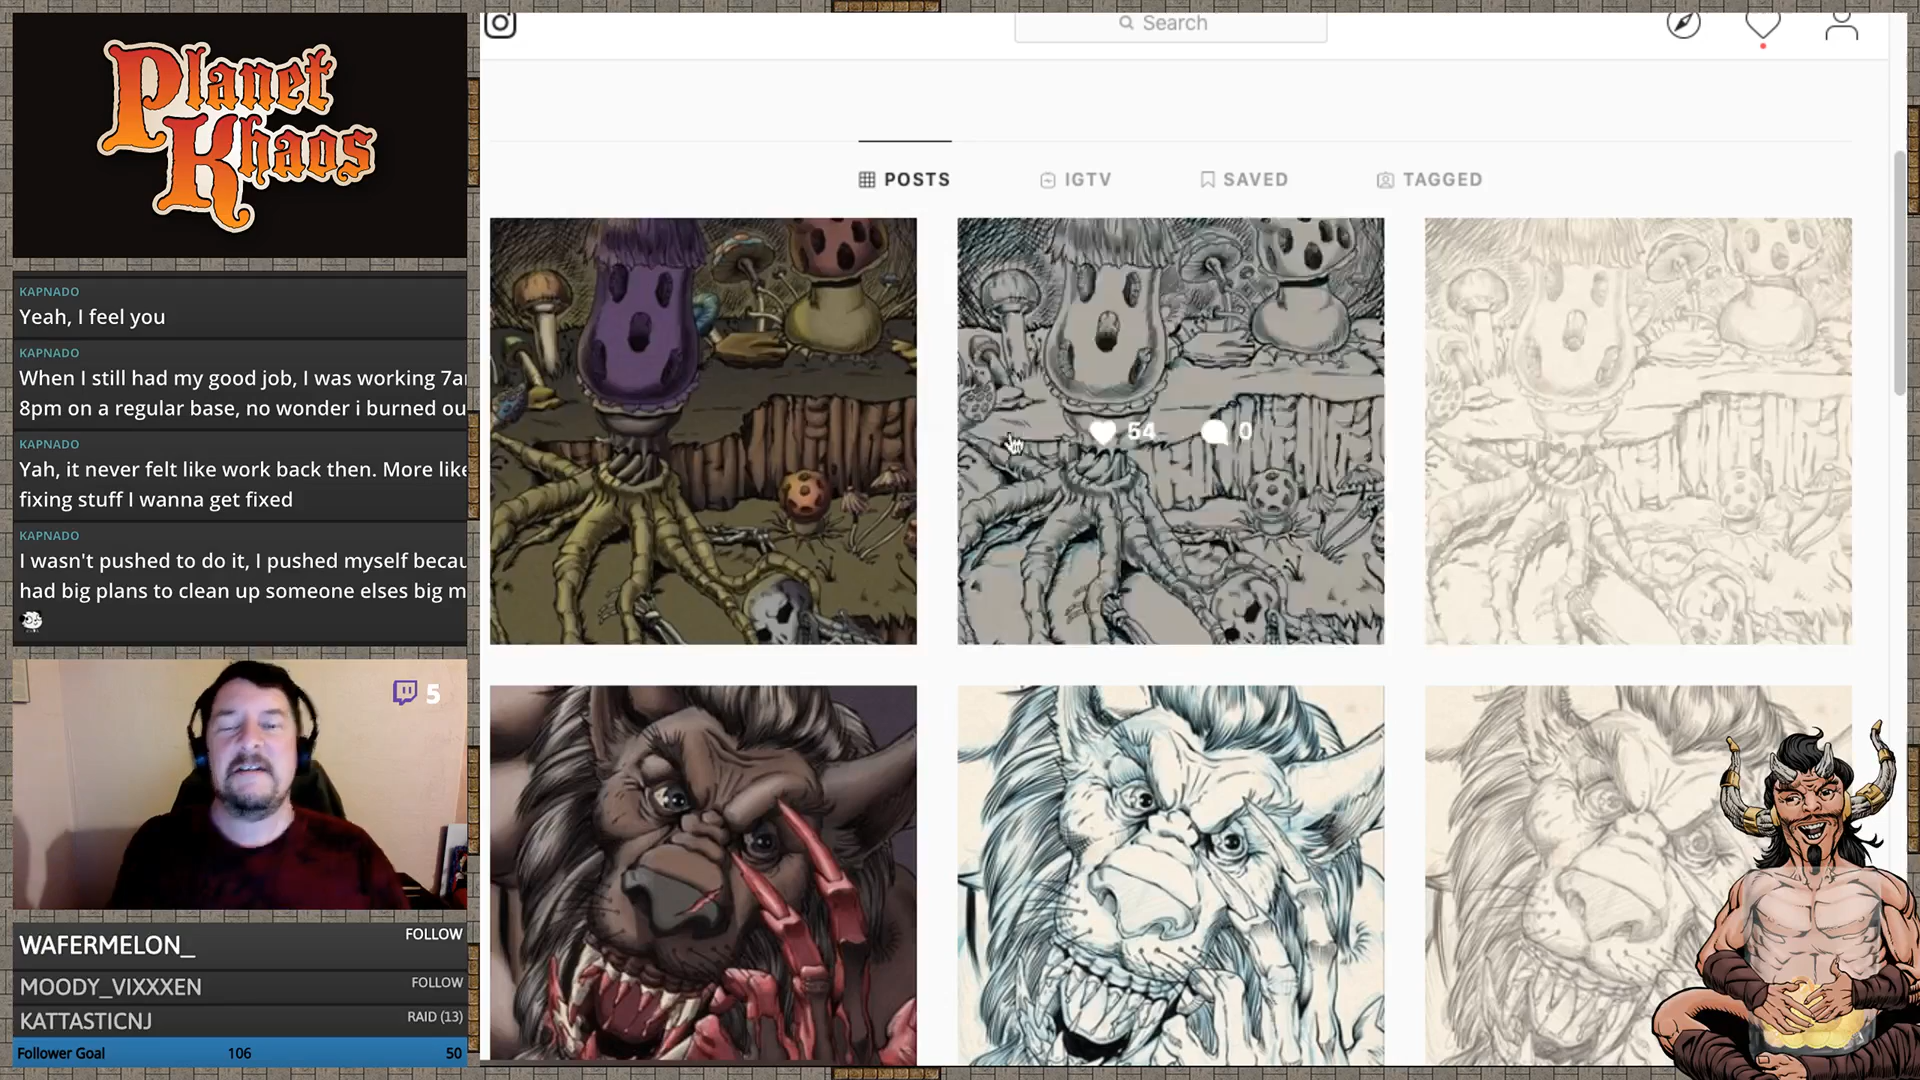 Planet
Khaos
KAPNADO
Yeah, I feel you
KAPNADO
When I still had my good job, I was working 7a
8pm on a regular base, no wonder i burned ou
KAPNADO
Yah, it never felt like work back then. More like
fixing stuff I wanna get fixed
KAPNADO
I wasn't pushed to do it, I pushed myself becau
had big plans to clean up someone elses big m
5
WAFERMELON_ FOLLOW
MOODY_VIXXXEN FOLLOW
KATTASTICNJ RAID (13)
Follower Goal 106 50
Search
POSTS IGTV SAVED TAGGED
54 0